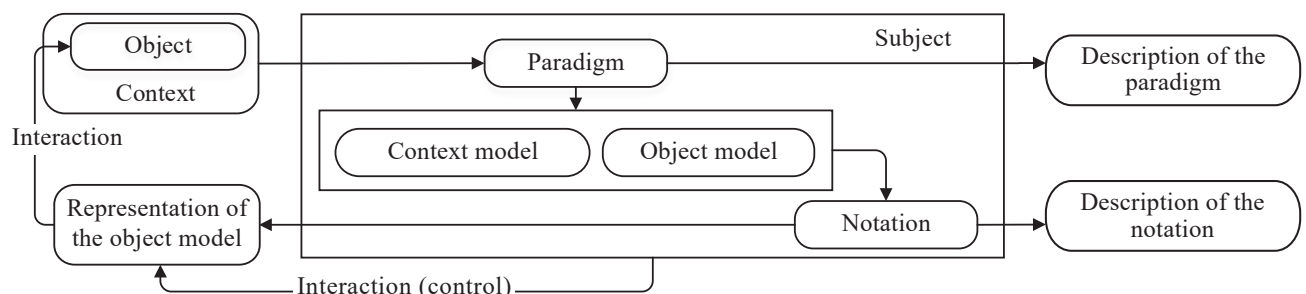 Object
Context
Interaction
Representation of
the object model
Subject
Paradigm
Context model
Object model
Notation
Description of the
paradigm
Description of the
notation
Interaction (control)